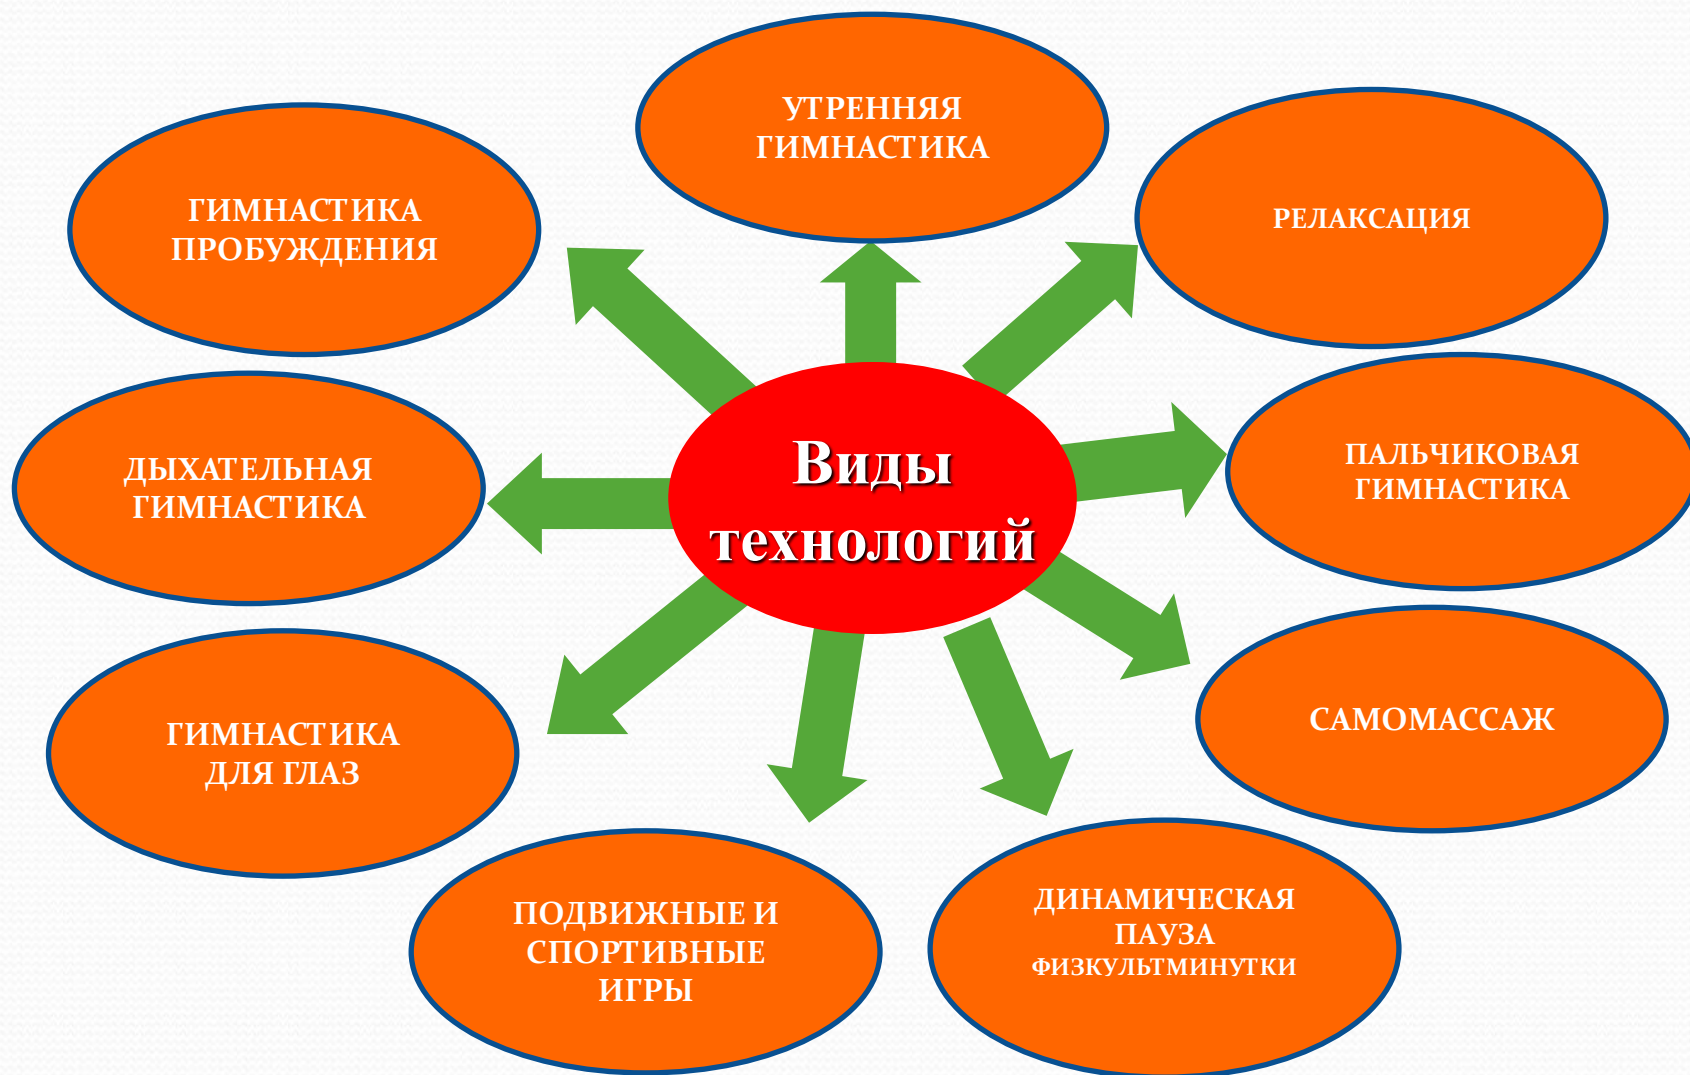 УТРЕННЯЯ
ГИМНАСТИКА
ГИМНАСТИКА
ПРОБУЖДЕНИЯ
РЕЛАКСАЦИЯ
ДЫХАТЕЛЬНАЯ
ГИМНАСТИКА
Виды
технологий
ПАЛЬЧИКОВАЯ
ГИМНАСТИКА
ГИМНАСТИКА
ДЛЯ ГЛАЗ
САМОМАССАЖ
ПОДВИЖНЫЕ И
СПОРТИВНЫЕ
ИГРЫ
ДИНАМИЧЕСКАЯ
ПАУЗА
ФИЗКУЛЬТМИНУТКИ